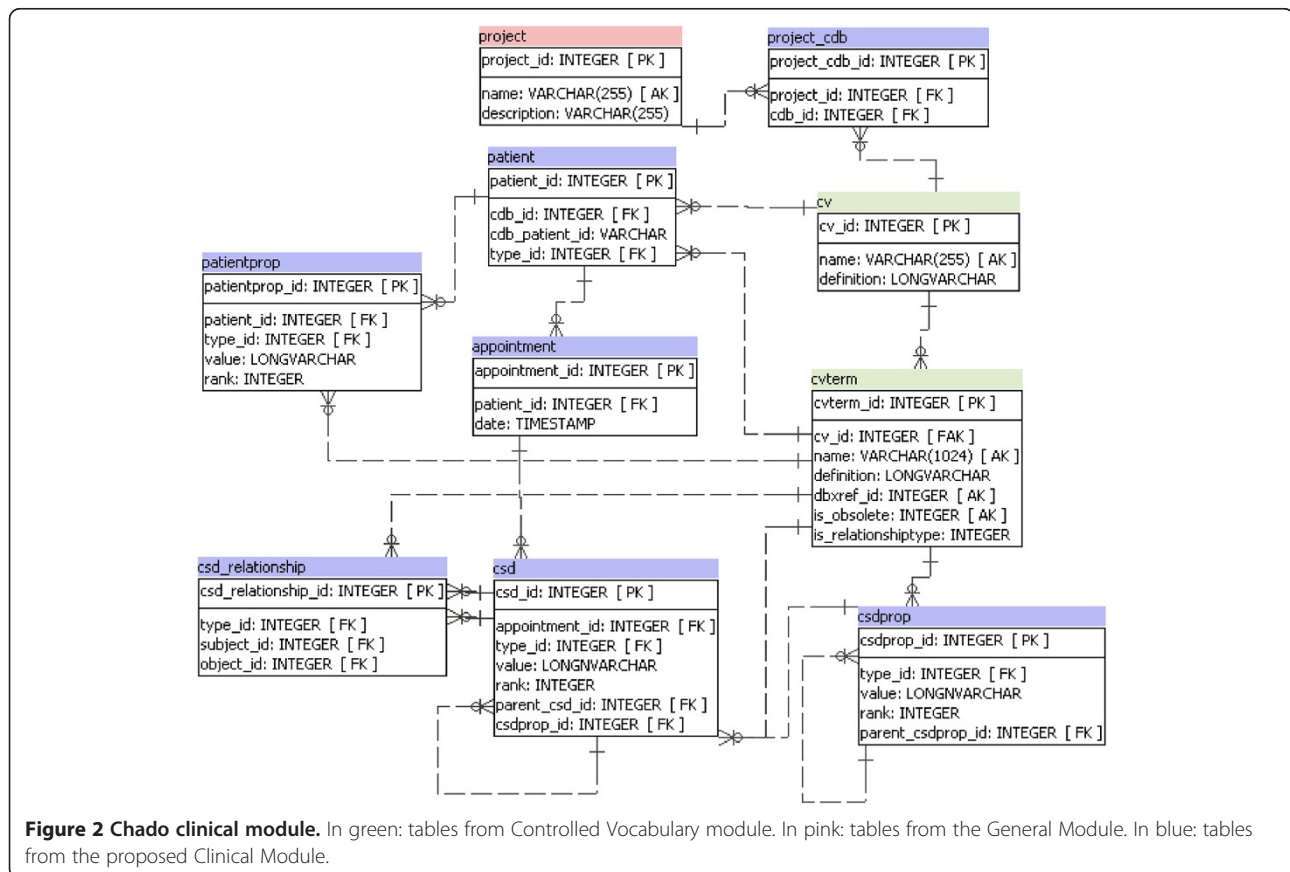 project
project_id: INTEGER [ PK ]
name: VARCHAR(255) [ AK ]
description: VARCHAR(255)
project_cdb
project_cdb_id: INTEGER [ PK ]
project_id: INTEGER [ FK ]
cdb_id: INTEGER [ FK ]
patient
patient_id: INTEGER [ PK ]
cdb_id: INTEGER [ FK ]
cdb_patient_id: VARCHAR
type_id: INTEGER [ FK ]
cv
cv_id: INTEGER [ PK ]
name: VARCHAR(255) [ AK ]
definition: LONGVARCHAR
patientprop
patientprop_id: INTEGER [ PK ]
patient_id: INTEGER [ FK ]
type_id: INTEGER [ FK ]
value: LONGVARCHAR
rank: INTEGER
appointment
appointment_id: INTEGER [ PK ]
patient_id: INTEGER [ FK ]
date: TIMESTAMP
cvterm
cvterm_id: INTEGER [ PK ]
cv_id: INTEGER [ FAK ]
name: VARCHAR(1024) [ AK ]
definition: LONGVARCHAR
dbxref_id: INTEGER [ AK ]
is_obsolete: INTEGER [ AK ]
is_relationshiptype: INTEGER
csd_relationship
csd_relationship_id: INTEGER [ PK ]
type_id: INTEGER [ FK ]
subject_id: INTEGER [ FK ]
object_id: INTEGER [ FK ]
csd
csd_id: INTEGER [ PK ]
appointment_id: INTEGER [ FK ]
type_id: INTEGER [ FK ]
value: LONGNVARCHAR
rank: INTEGER
parent_csd_id: INTEGER [ FK ]
csdprop_id: INTEGER [ FK ]
csdprop
csdprop_id: INTEGER [ PK ]
type_id: INTEGER [ FK ]
value: LONGNVARCHAR
rank: INTEGER
parent_csdprop_id: INTEGER [ FK ]
Figure 2 Chado clinical module. In green: tables from Controlled Vocabulary module. In pink: tables from the General Module. In blue: tables
from the proposed Clinical Module.